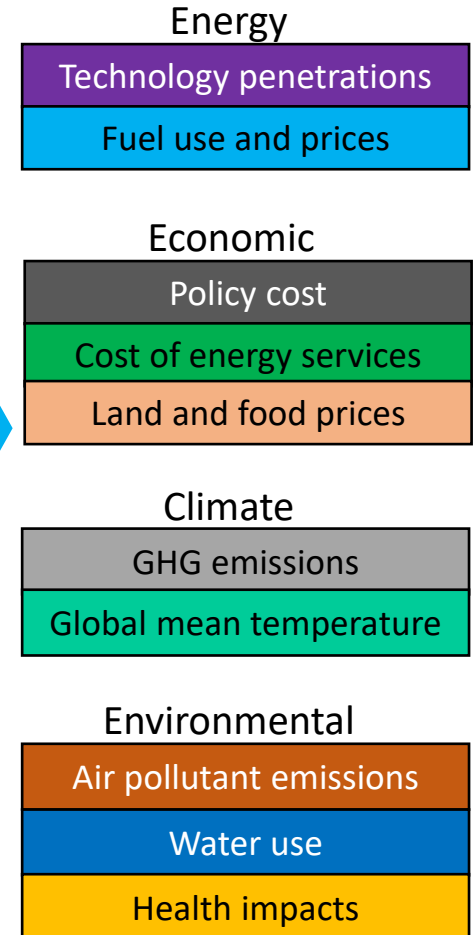 Energy
Technology penetrations
Fuel use and prices
Economic
Policy cost
Cost of energy services
Land and food prices
Climate
GHG emissions
Global mean temperature
Environmental
Air pollutant emissions
Water use
Health impacts